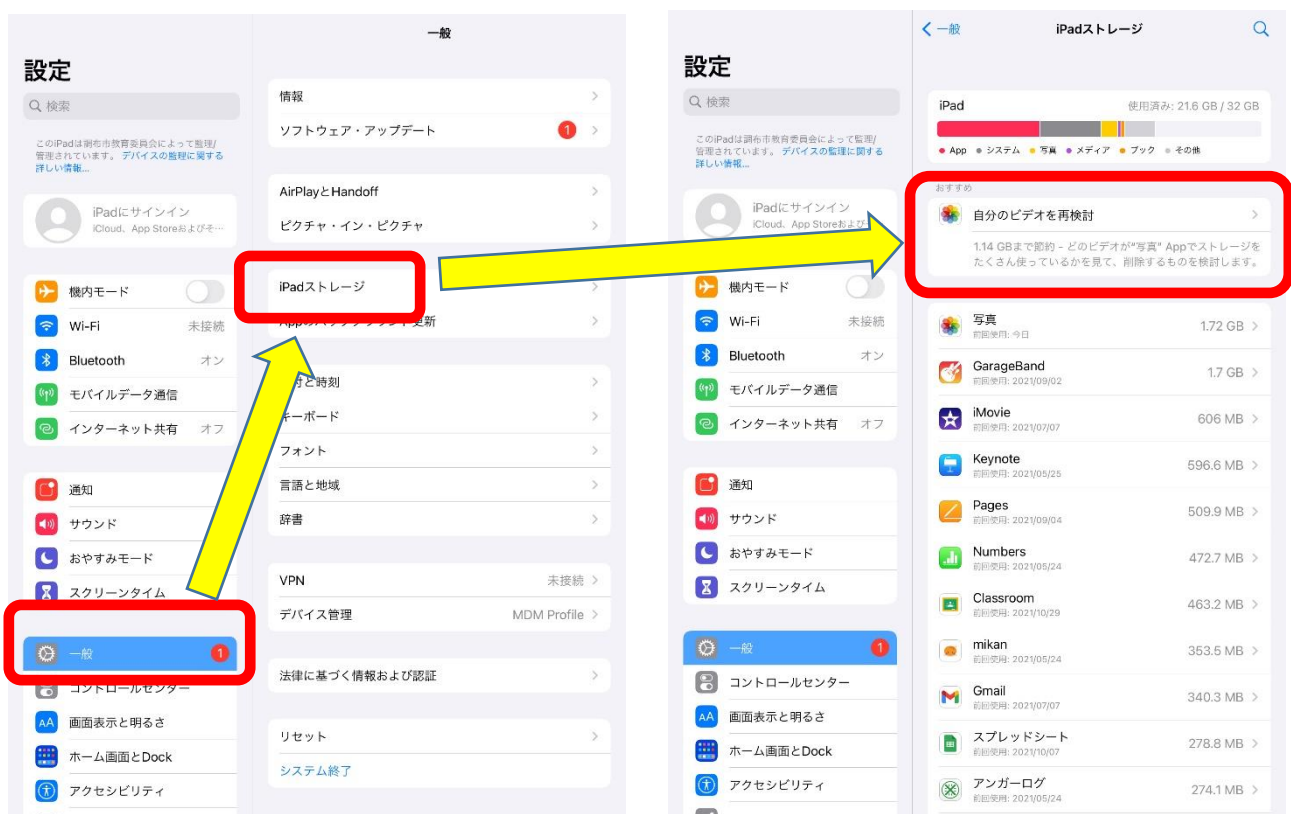 設定
検索
このiPadは調布市教育委員会によって監理/
管理されています。デバイスの監理に関する
詳しい情報...
iPadにサインイン
iCloud、App Storeおよびそ…
機内モード
Wi-Fi 未接続
Bluetooth オン
モバイルデータ通信
インターネット共有 オフ
通知
サウンド
おやすみモード
スクリーンタイム
一般 1
コントロールセンター
画面表示と明るさ
ホーム画面とDock
アクセシビリティ
一般
情報
ソフトウェア・アップデート 1
AirPlayとHandoff
ピクチャ・イン・ピクチャ
iPadストレージ
更新
時刻
キーボード
フォント
言語と地域
辞書
VPN 未接続
デバイス管理 MDM Profile
法律に基づく情報および認証
リセット
システム終了
設定
検索
このiPadは調布市教育委員会によって監理/
管理されています。デバイスの監理に関する
詳しい情報...
iPadにサインイン
iCloud、App Storeおよび
機内モード
Wi-Fi 未接続
Bluetooth オン
モバイルデータ通信
インターネット共有 オフ
通知
サウンド
おやすみモード
スクリーンタイム
一般 1
コントロールセンター
画面表示と明るさ
ホーム画面とDock
アクセシビリティ
一般 iPadストレージ
iPad 使用済み: 21.6 GB / 32 GB
App システム 写真 メディア ブック その他
おすすめ
自分のビデオを再検討
1.14 GBまで節約 – どのビデオが"写真" Appでストレージを
たくさん使っているかを見て、削除するものを検討します。
写真 1.72 GB
前回使用: 今日
GarageBand 1.7 GB
前回使用: 2021/09/02
iMovie 606 MB
前回使用: 2021/07/07
Keynote 596.6 MB
前回使用: 2021/05/25
Pages 509.9 MB
前回使用: 2021/09/04
Numbers 472.7 MB
前回使用: 2021/05/24
Classroom 463.2 MB
前回使用: 2021/10/29
mikan 353.5 MB
前回使用: 2021/05/24
Gmail 340.3 MB
前回使用: 2021/07/07
スプレッドシート 278.8 MB
前回使用: 2021/10/07
アンガーログ 274.1 MB
前回使用: 2021/05/24